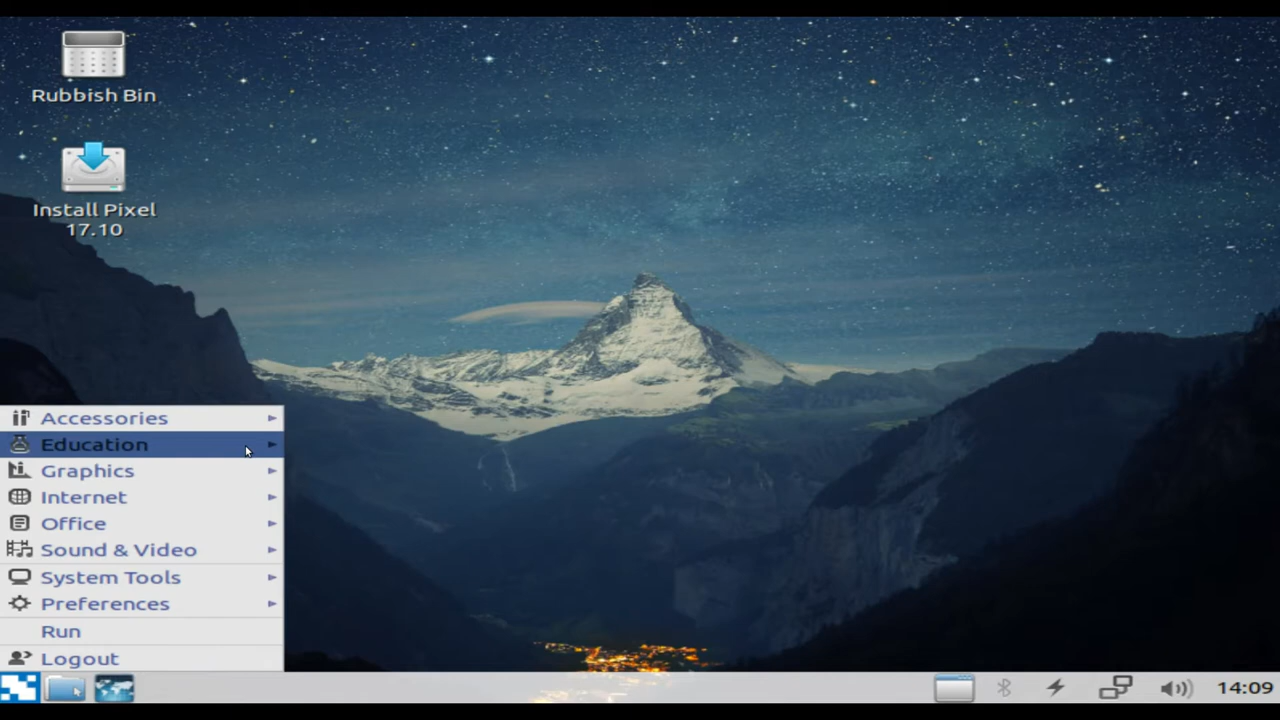 Rubbish Bin
Install Pixel
17.10
Accessories
Education
Graphics
Internet
Office
Sound & Video
System Tools
Preferences
Run
Logout
14:09